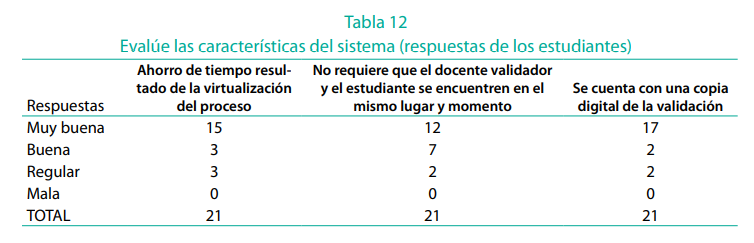 Tabla 12
Evalúe las características del sistema (respuestas de los estudiantes)
Ahorro de tiempo resul-
tado de la virtualización
del proceso
No requiere que el docente validador
y el estudiante se encuentren en el
mismo lugar y momento
Se cuenta con una copia
digital de la validación
Respuestas
Muy buena 15 12 17
Buena 3 7 2
Regular 3 2 2
Mala 0 0 0
TOTAL 21 21 21